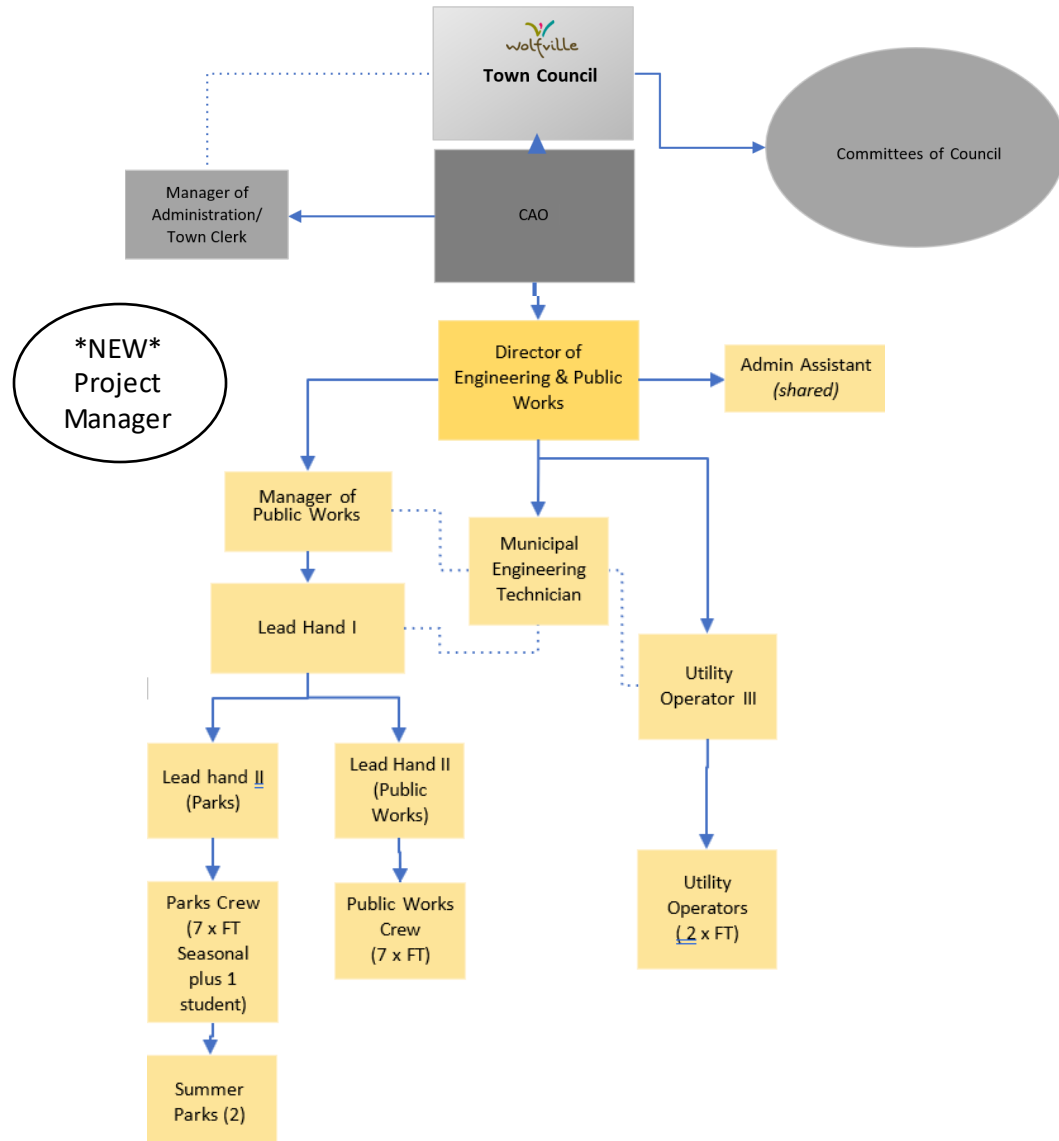 wolfville
Town Council
Committees of Council
Manager of
Administration/
Town Clerk
CAO
*NEW*
Project
Manager
Director of
Engineering & Public
Works
Admin Assistant
(shared)
Manager of
Public Works
Municipal
Engineering
Technician
Lead Hand I
Utility
Operator III
Lead hand II
(Parks)
Lead Hand II
(Public
Works)
Parks Crew
(7 x FT
Seasonal
plus 1
student)
Public Works
Crew
(7 x FT)
Utility
Operators
( 2 x FT)
Summer
Parks (2)